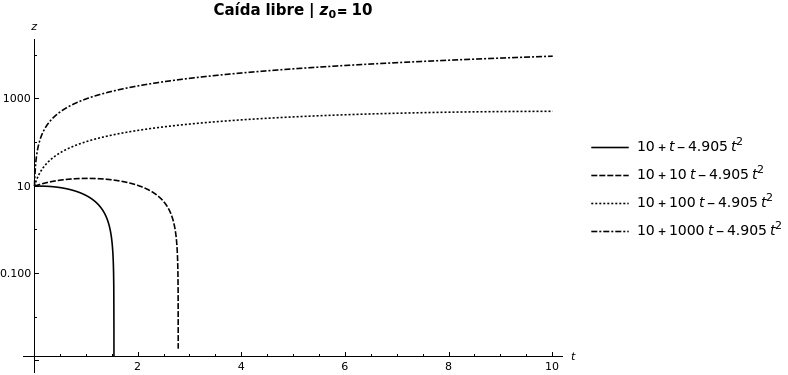 Caída libre | z₀= 10
z
1000
10
0.100
2
4
6
8
10
t
10 + t − 4.905 t²
10 + 10 t − 4.905 t²
10 + 100 t − 4.905 t²
10 + 1000 t − 4.905 t²